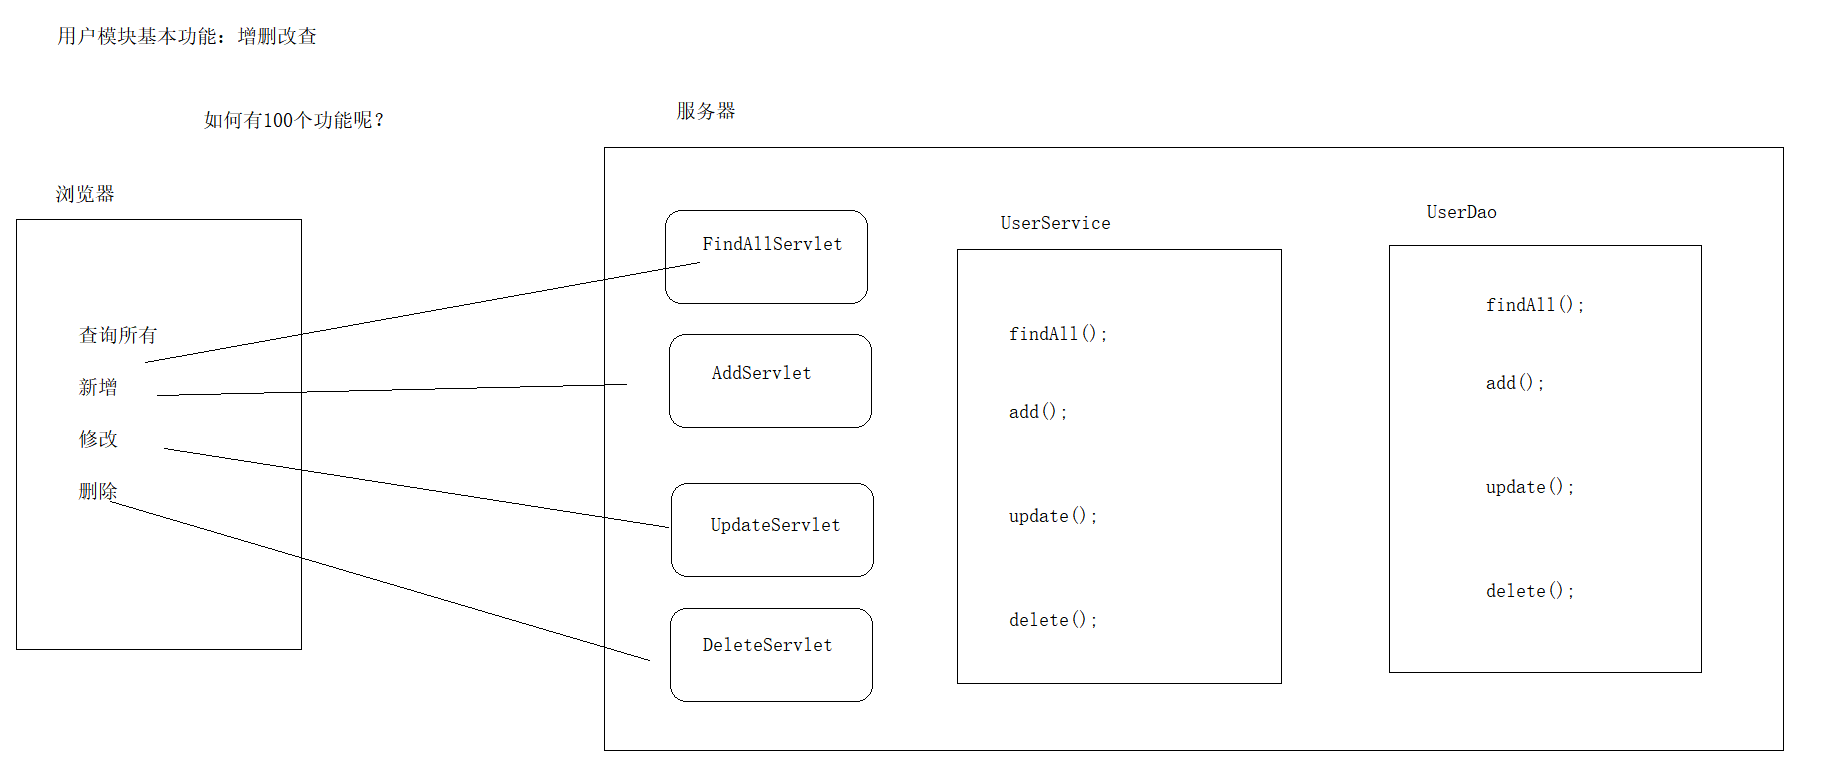 用户模块基本功能：增删改查
如何有100个功能呢？
服务器
浏览器
查询所有
新增
修改
删除
FindAllServlet
AddServlet
UpdateServlet
DeleteServlet
UserService
findAll();
add();
update();
delete();
UserDao
findAll();
add();
update();
delete();